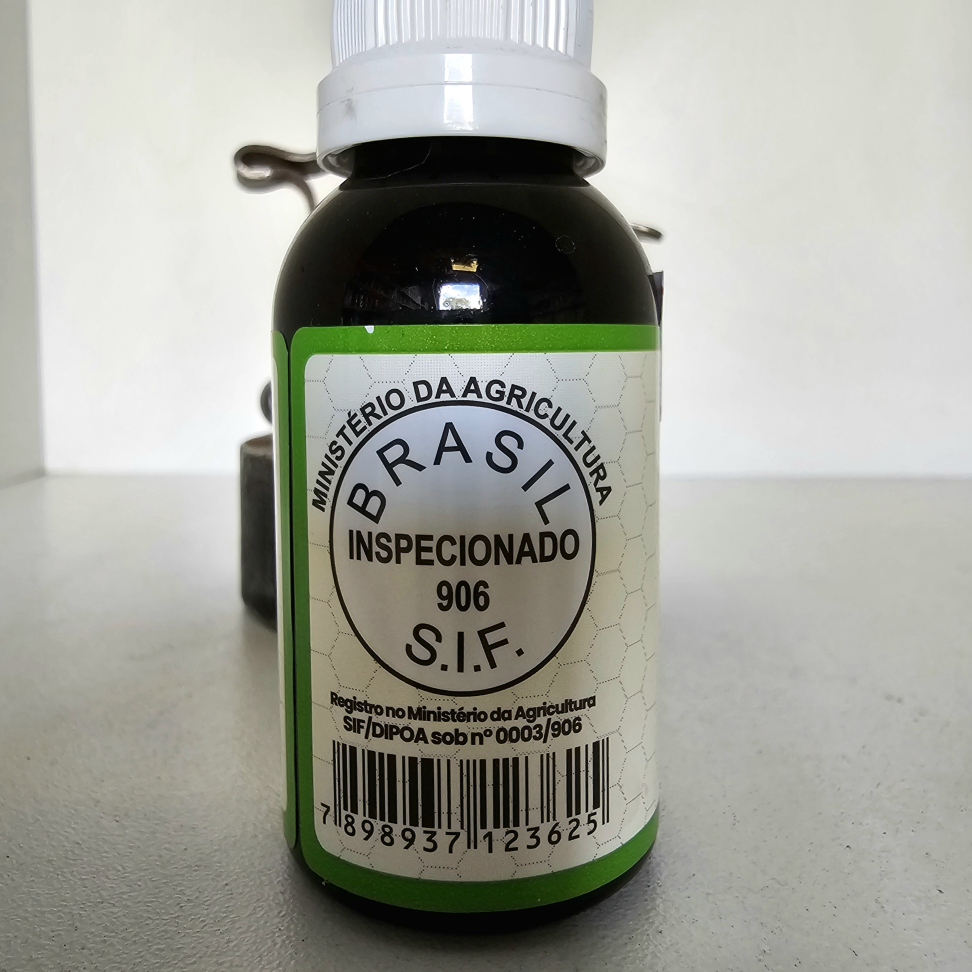 MINISTÉRIO DA AGRICULTURA
BRASIL
INSPECIONADO
906
S.I.F.
Registro no Ministério da Agricultura
SIF/DIPOA sob nº 0003/906
7 898937 123625